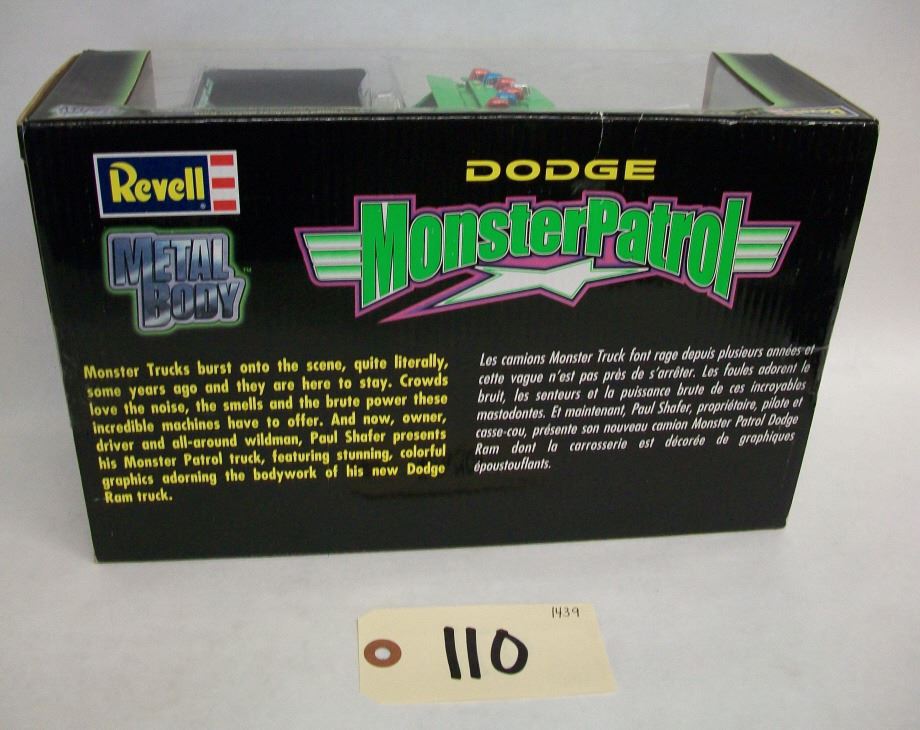 Revell
METAL
BODY™
DODGE
MonsterPatrol
Monster Trucks burst onto the scene, quite literally,
some years ago and they are here to stay. Crowds
love the noise, the smells and the brute power these
incredible machines have to offer. And now, owner,
driver and all-around wildman, Paul Shafer presents
his Monster Patrol truck, featuring stunning, colorful
graphics adorning the bodywork of his new Dodge
Ram truck.
Les camions Monster Truck font rage depuis plusieurs années et
cette vague n'est pas près de s'arrêter. Les foules adorent le
bruit, les senteurs et la puissance brute de ces incroyables
mastodontes. Et maintenant, Paul Shafer, propriétaire, pilote et
casse-cou, présente son nouveau camion Monster Patrol Dodge
Ram dont la carrosserie est décorée de graphiques
époustouflants.
1439
110